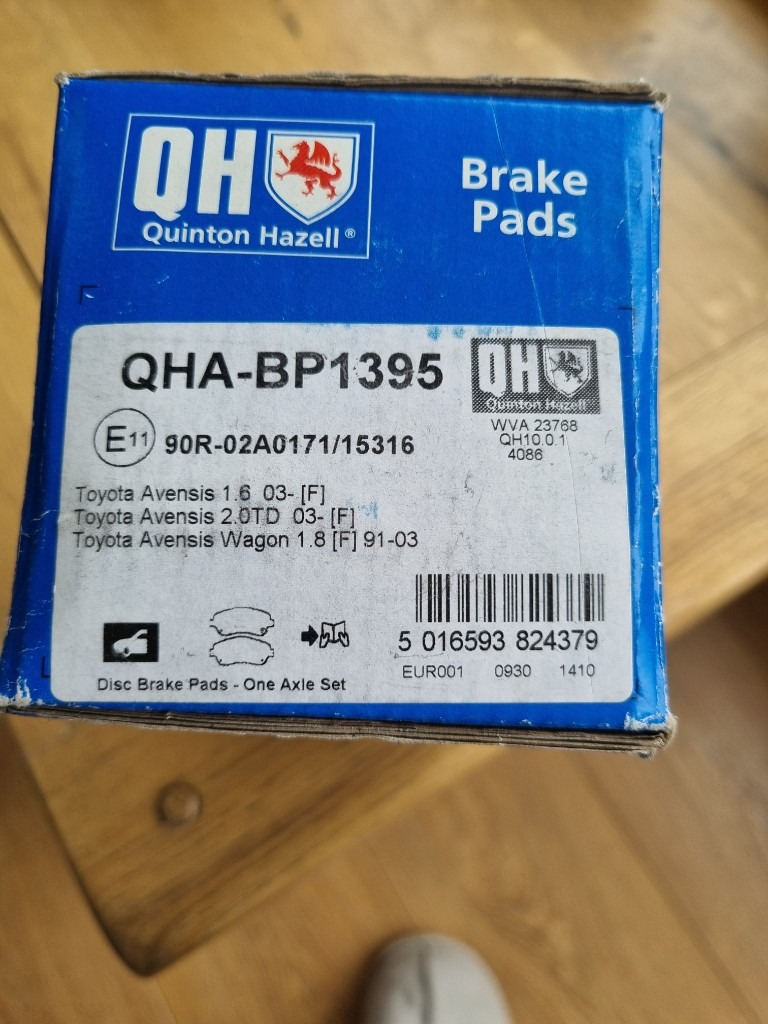 QH
Quinton Hazell®
Brake
Pads
QHA-BP1395
QH
Quinton Hazell
WVA 23768
QH10.0.1
4086
E11 90R-02A0171/15316
Toyota Avensis 1.6 03- [F]
Toyota Avensis 2.0TD 03- [F]
Toyota Avensis Wagon 1.8 [F] 91-03
5 016593 824379
EUR001 0930 1410
Disc Brake Pads - One Axle Set